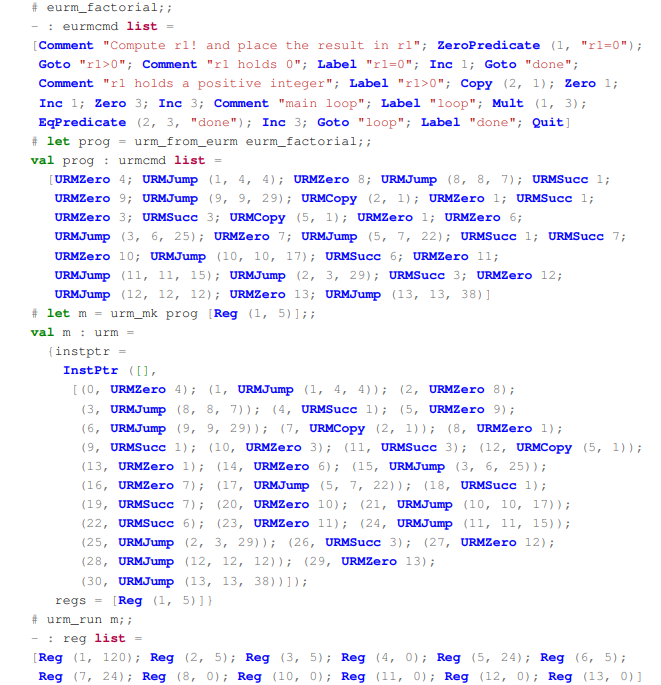 # eurm_factorial;;
- : eurmcmd list =
[Comment "Compute r1! and place the result in r1"; ZeroPredicate (1, "r1=0");
Goto "r1>0"; Comment "r1 holds 0"; Label "r1=0"; Inc 1; Goto "done";
Comment "r1 holds a positive integer"; Label "r1>0"; Copy (2, 1); Zero 1;
Inc 1; Zero 3; Inc 3; Comment "main loop"; Label "loop"; Mult (1, 3);
EqPredicate (2, 3, "done"); Inc 3; Goto "loop"; Label "done"; Quit]
# let prog = urm_from_eurm eurm_factorial;;
val prog : urmcmd list =
[URMZero 4; URMJump (1, 4, 4); URMZero 8; URMJump (8, 8, 7); URMSucc 1;
URMZero 9; URMJump (9, 9, 29); URMCopy (2, 1); URMZero 1; URMSucc 1;
URMZero 3; URMSucc 3; URMCopy (5, 1); URMZero 1; URMZero 6;
URMJump (3, 6, 25); URMZero 7; URMJump (5, 7, 22); URMSucc 1; URMSucc 7;
URMZero 10; URMJump (10, 10, 17); URMSucc 6; URMZero 11;
URMJump (11, 11, 15); URMJump (2, 3, 29); URMSucc 3; URMZero 12;
URMJump (12, 12, 12); URMZero 13; URMJump (13, 13, 38)]
# let m = urm_mk prog [Reg (1, 5)];;
val m : urm =
{instptr =
InstPtr ([],
[(0, URMZero 4); (1, URMJump (1, 4, 4)); (2, URMZero 8);
(3, URMJump (8, 8, 7)); (4, URMSucc 1); (5, URMZero 9);
(6, URMJump (9, 9, 29)); (7, URMCopy (2, 1)); (8, URMZero 1);
(9, URMSucc 1); (10, URMZero 3); (11, URMSucc 3); (12, URMCopy (5, 1));
(13, URMZero 1); (14, URMZero 6); (15, URMJump (3, 6, 25));
(16, URMZero 7); (17, URMJump (5, 7, 22)); (18, URMSucc 1);
(19, URMSucc 7); (20, URMZero 10); (21, URMJump (10, 10, 17));
(22, URMSucc 6); (23, URMZero 11); (24, URMJump (11, 11, 15));
(25, URMJump (2, 3, 29)); (26, URMSucc 3); (27, URMZero 12);
(28, URMJump (12, 12, 12)); (29, URMZero 13);
(30, URMJump (13, 13, 38))]);
regs = [Reg (1, 5)]}
# urm_run m;;
- : reg list =
[Reg (1, 120); Reg (2, 5); Reg (3, 5); Reg (4, 0); Reg (5, 24); Reg (6, 5);
Reg (7, 24); Reg (8, 0); Reg (10, 0); Reg (11, 0); Reg (12, 0); Reg (13, 0)]